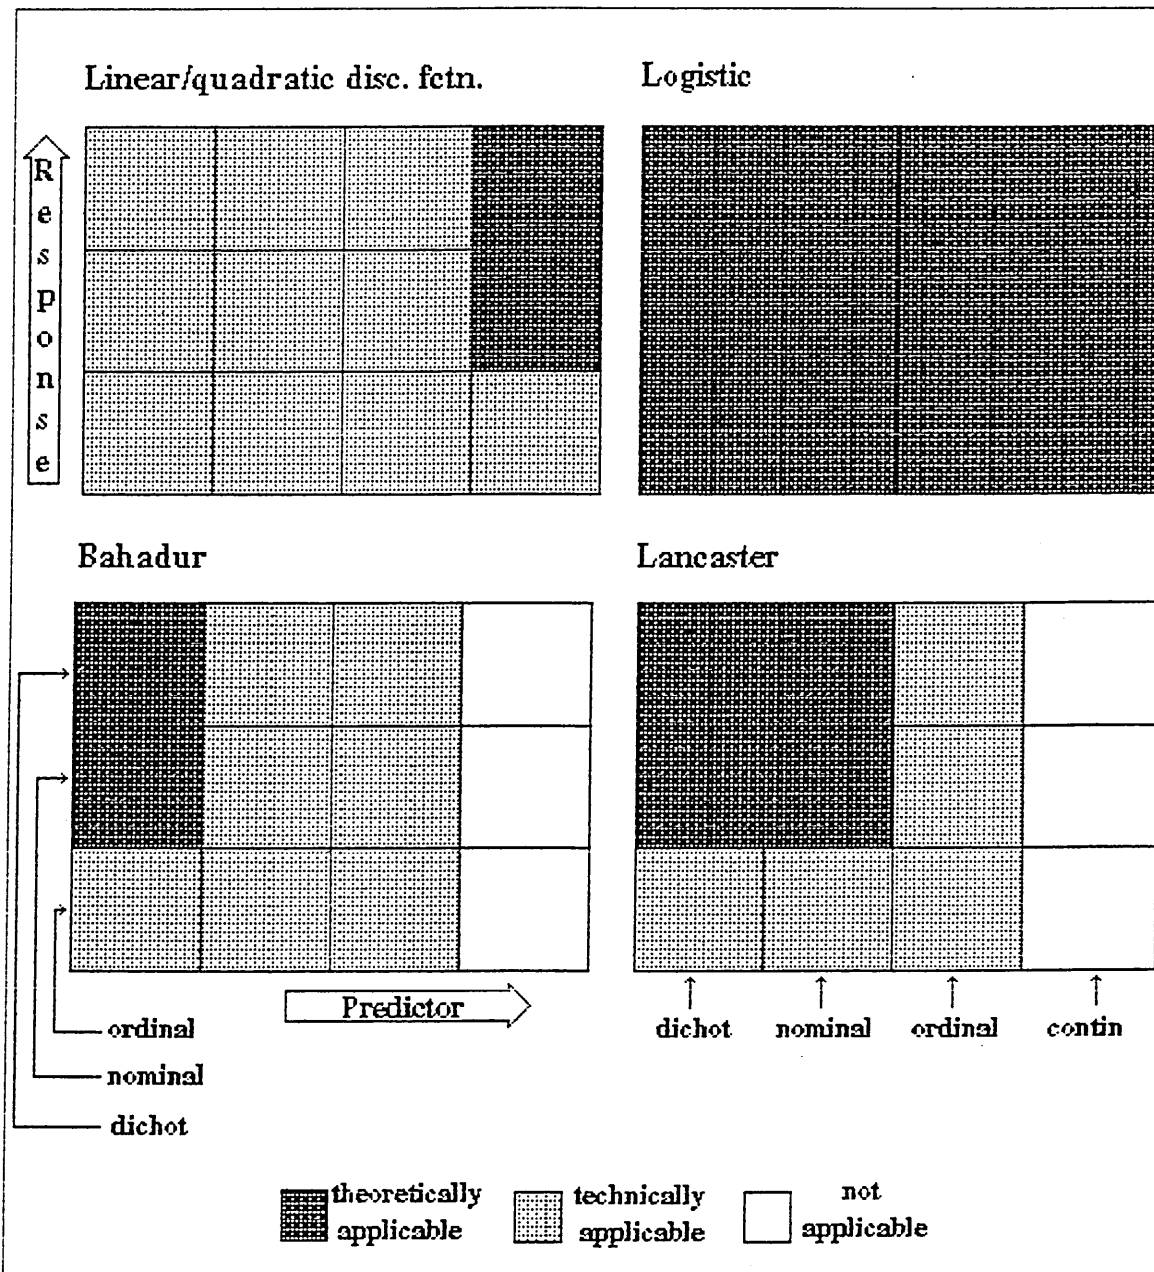 Linear/quadratic disc. fctn.
Logistic
Response
Bahadur
Lancaster
Predictor
dichot nominal ordinal contin
ordinal
nominal
dichot
theoretically
applicable
technically
applicable
not
applicable